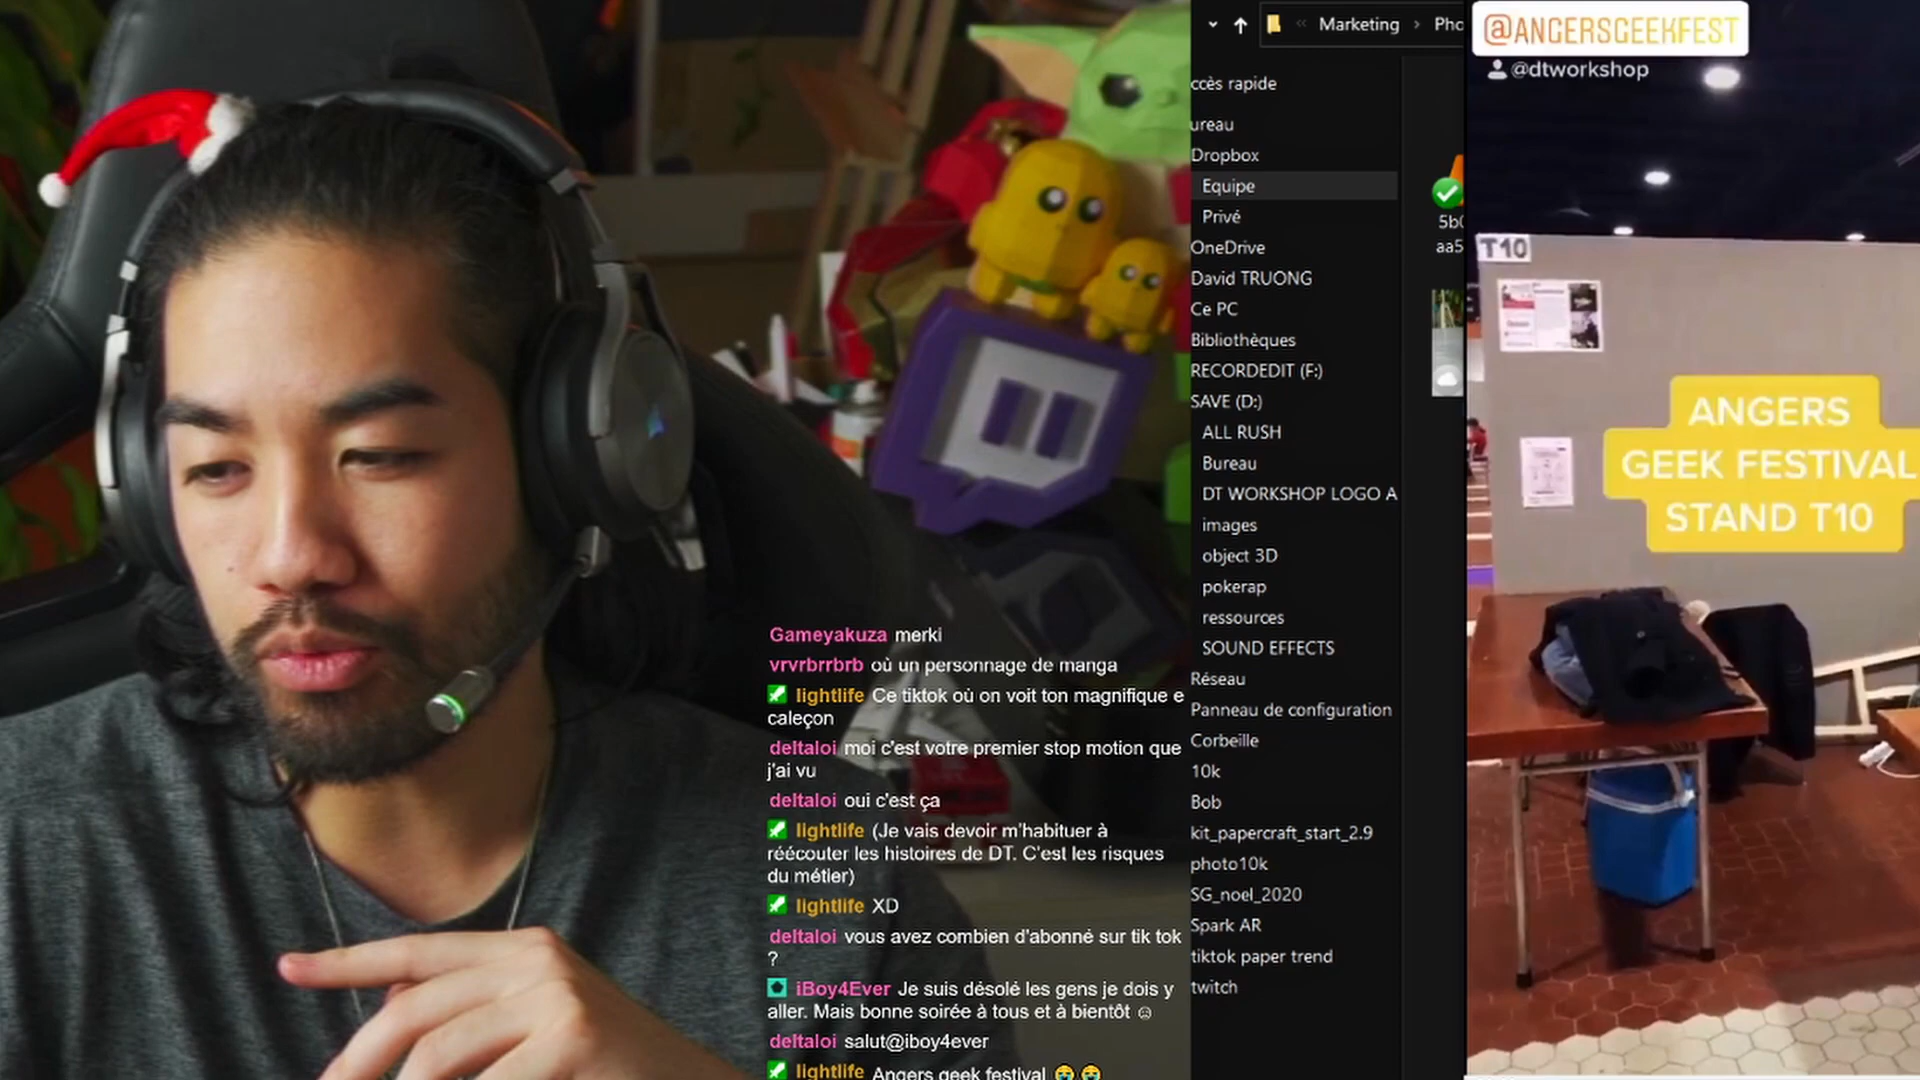 Marketing
Pho
@ANGERSGEEKFEST
@dtworkshop
ccès rapide
ureau
Dropbox
Equipe
Privé
OneDrive
David TRUONG
Ce PC
Bibliothèques
RECORDEDIT (F:)
SAVE (D:)
ALL RUSH
Bureau
DT WORKSHOP LOGO A
images
object 3D
pokerap
ressources
SOUND EFFECTS
Réseau
Panneau de configuration
Corbeille
10k
Bob
kit_papercraft_start_2.9
photo10k
SG_noel_2020
Spark AR
tiktok paper trend
twitch
5b0
aa5
T10
ANGERS
GEEK FESTIVAL
STAND T10
Gameyakuza merki
vrvrbrrbrb où un personnage de manga
lightlife Ce tiktok où on voit ton magnifique e
caleçon
deltaloi moi c'est votre premier stop motion que
j'ai vu
deltaloi oui c'est ça
lightlife (Je vais devoir m'habituer à
réécouter les histoires de DT. C'est les risques
du métier)
lightlife XD
deltaloi vous avez combien d'abonné sur tik tok
?
iBoy4Ever Je suis désolé les gens je dois y
aller. Mais bonne soirée à tous et à bientôt
deltaloi salut@iboy4ever
lightlife Angers geek festival